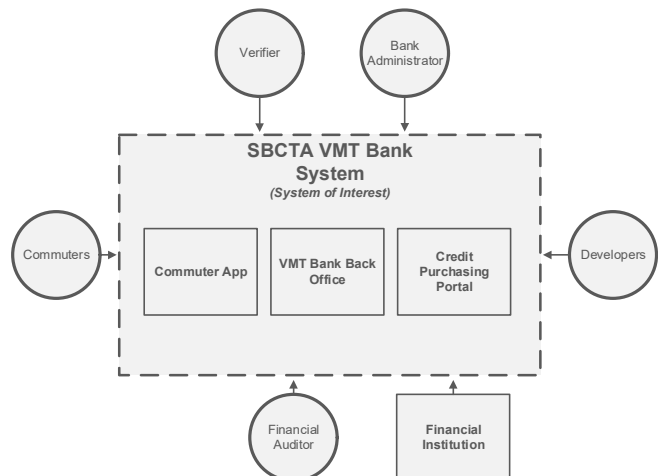 Verifier
Bank
Administrator
SBCTA VMT Bank
System
(System of Interest)
Commuters
Commuter App
VMT Bank Back
Office
Credit
Purchasing
Portal
Developers
Financial
Auditor
Financial
Institution